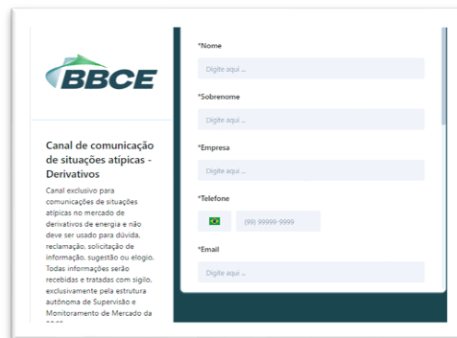 BBCE
Canal de comunicação
de situações atípicas -
Derivativos
Canal exclusivo para
comunicações de situações
atípicas no mercado de
derivativos de energia e não
deve ser usado para dúvida,
reclamação, solicitação de
informação, sugestão ou elogio.
Todas informações serão
recebidas e tratadas com sigilo,
exclusivamente pela estrutura
autônoma de Supervisão e
Monitoramento de Mercado da
*Nome
Digite aqui ...
*Sobrenome
Digite aqui ...
*Empresa
Digite aqui ...
*Telefone
(99) 99999-9999
*Email
Digite aqui ...